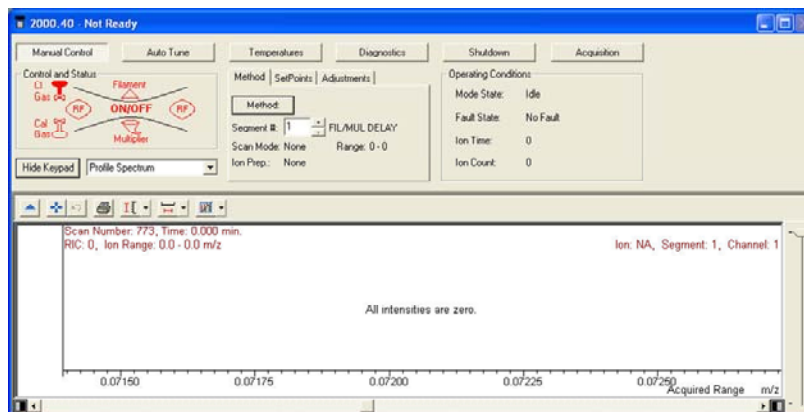 2000.40 - Not Ready
Manual Control Auto Tune Temperatures Diagnostics Shutdown Acquisition
Control and Status
CI Gas
Filament
RF ON/OFF RF
Cal Gas
Multiplier
Hide Keypad Profile Spectrum
Method SetPoints Adjustments
Method:
Segment #: 1 FIL/MUL DELAY
Scan Mode: None Range: 0 - 0
Ion Prep.: None
Operating Conditions
Mode State: Idle
Fault State: No Fault
Ion Time: 0
Ion Count: 0
Scan Number: 773, Time: 0.000 min.
RIC: 0, Ion Range: 0.0 - 0.0 m/z
Ion: NA, Segment: 1, Channel: 1
All intensities are zero.
0.07150 0.07175 0.07200 0.07225 0.07250
Acquired Range m/z